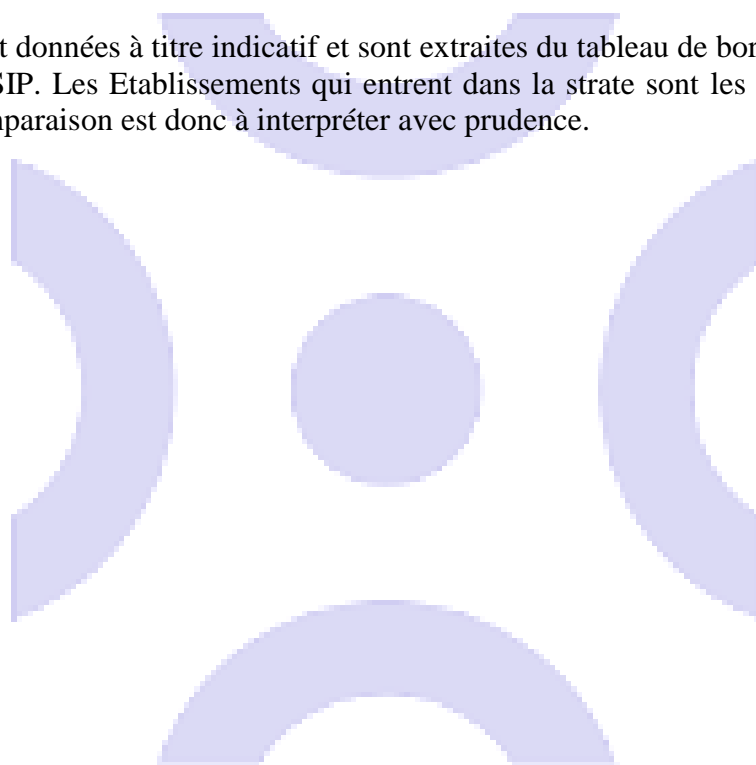 t données à titre indicatif et sont extraites du tableau de bor
SIP. Les Etablissements qui entrent dans la strate sont les
paraison est donc à interpréter avec prudence.